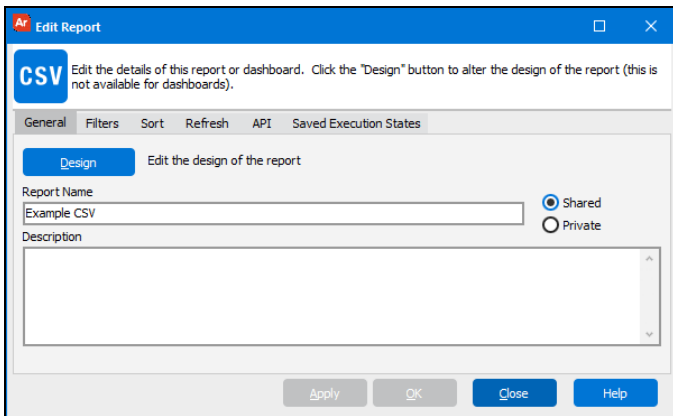 Ar Edit Report
CSV
Edit the details of this report or dashboard. Click the "Design" button to alter the design of the report (this is
not available for dashboards).
General Filters Sort Refresh API Saved Execution States
Design Edit the design of the report
Report Name
Example CSV
Shared
Private
Description
Apply OK Close Help